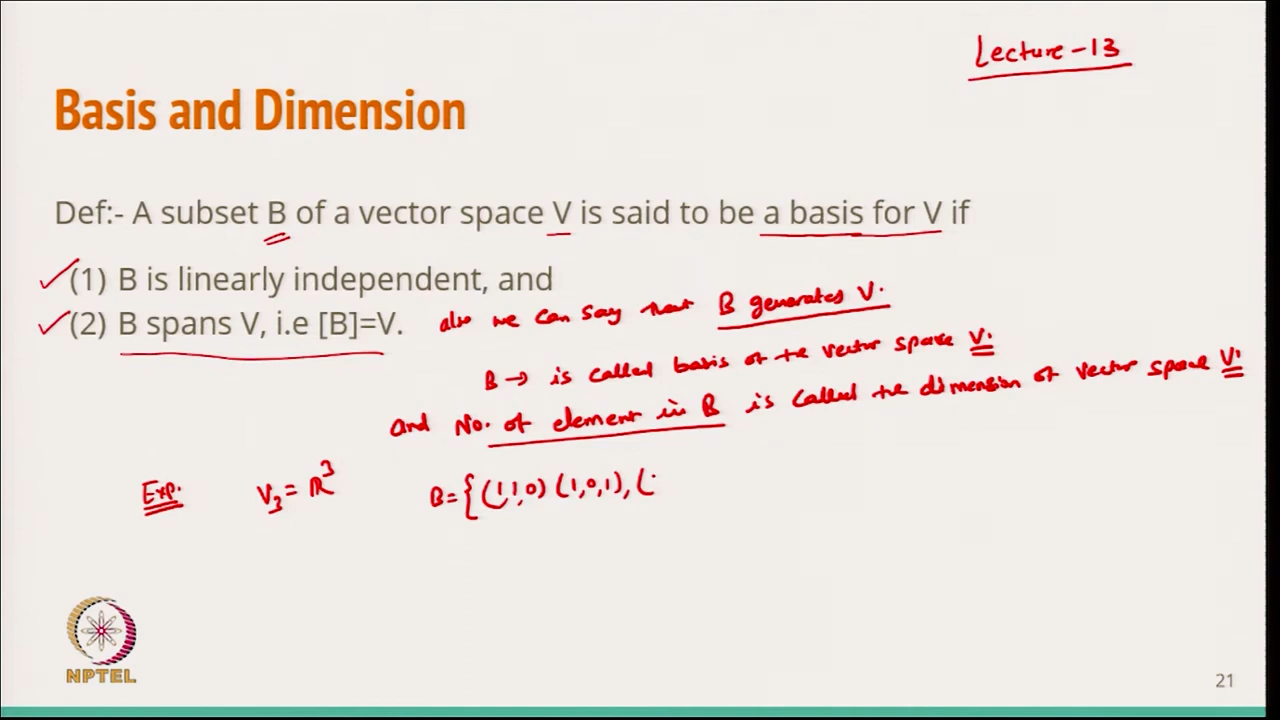 Lecture-13
Basis and Dimension
Def:- A subset B of a vector space V is said to be a basis for V if
(1) B is linearly independent, and
(2) B spans V, i.e [B]=V.
also we can say that B generates V.
B → is called basis of the vector space V.
and No. of element in B is called the dimension of vector space V.
Exp. V₃ = ℝ³ B = { (1,1,0) (1,0,1), (
NPTEL
21